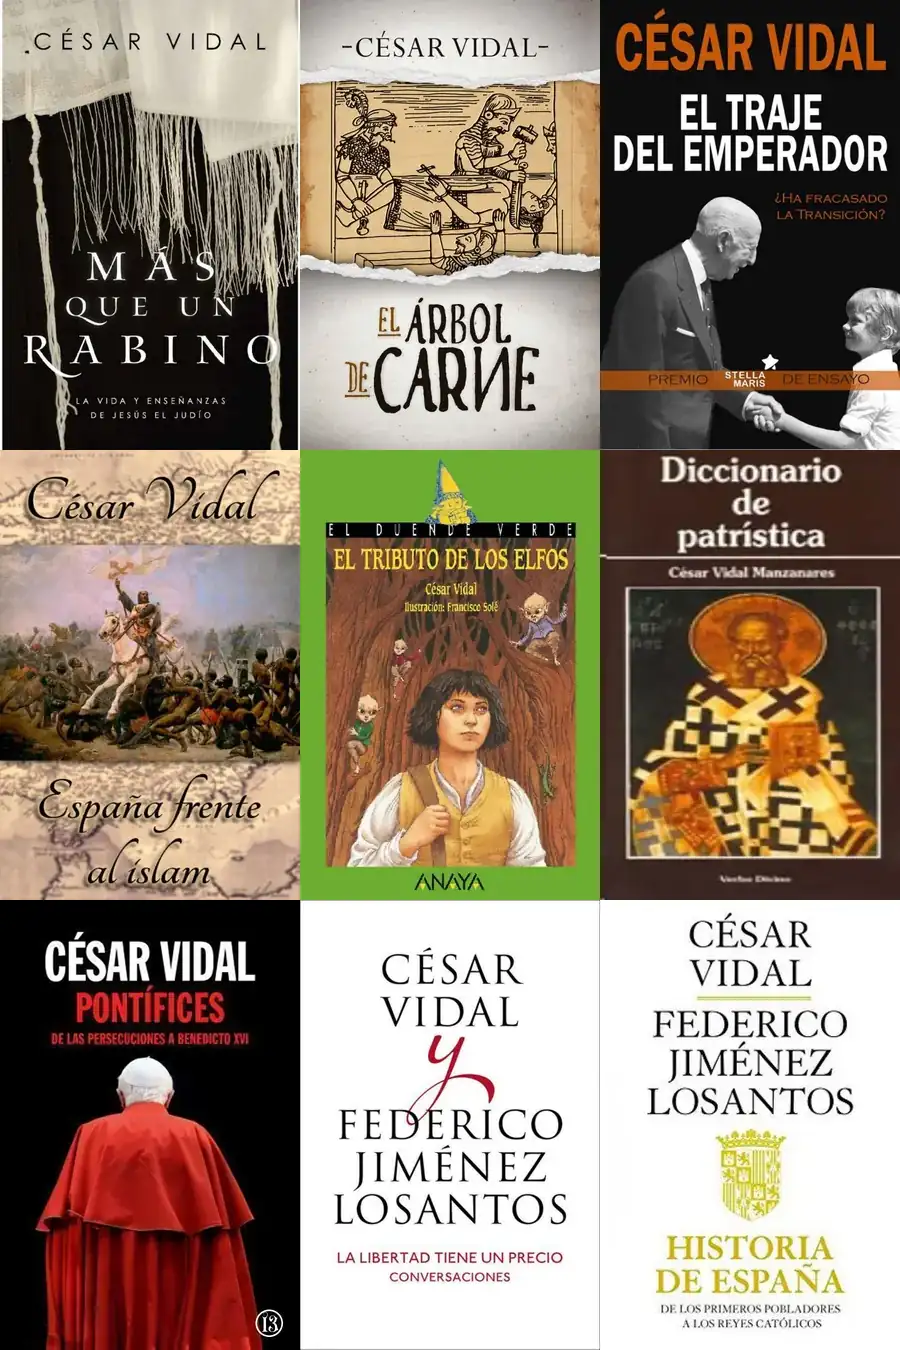 CÉSAR VIDAL
MÁS
QUE UN
RABINO
LA VIDA Y ENSEÑANZAS
DE JESÚS EL JUDÍO
-CÉSAR VIDAL-
EL ÁRBOL
DE CARNE
CÉSAR VIDAL
EL TRAJE
DEL EMPERADOR
¿HA FRACASADO
LA TRANSICIÓN?
PREMIO STELLA MARIS DE ENSAYO
César Vidal
España frente
al islam
EL DUENDE VERDE
EL TRIBUTO DE LOS ELFOS
César Vidal
Ilustración: Francisco Solé
ANAYA
Diccionario
de
patrística
César Vidal Manzanares
Verbo Divino
CÉSAR VIDAL
PONTÍFICES
DE LAS PERSECUCIONES A BENEDICTO XVI
13
CÉSAR
VIDAL
y
FEDERICO
JIMÉNEZ
LOSANTOS
LA LIBERTAD TIENE UN PRECIO
CONVERSACIONES
CÉSAR
VIDAL
FEDERICO
JIMÉNEZ
LOSANTOS
HISTORIA
DE ESPAÑA
DE LOS PRIMEROS POBLADORES
A LOS REYES CATÓLICOS